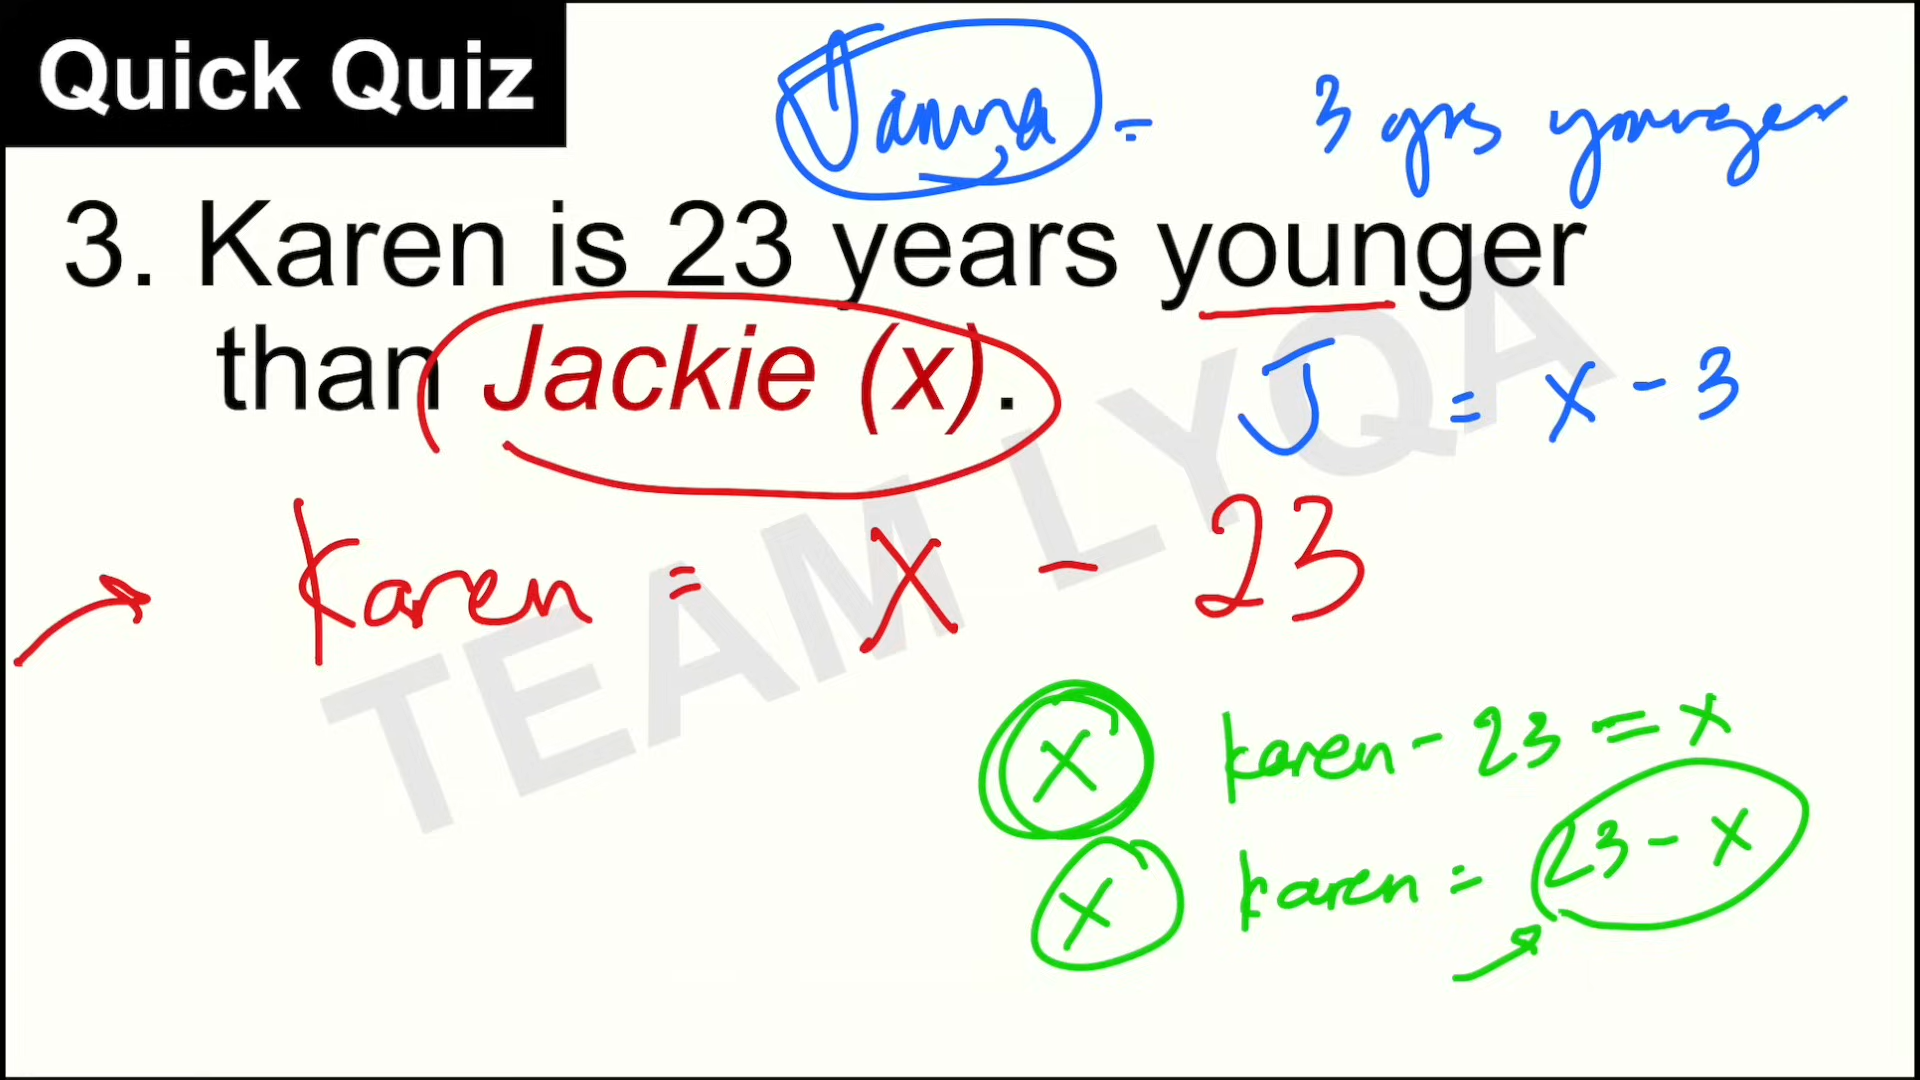 Quick Quiz
Janna = 3 yrs younger
3. Karen is 23 years younger
than Jackie (x).
J = x - 3
Karen = x - 23
TEAM LYQA
x karen - 23 = x
x karen = 23 - x